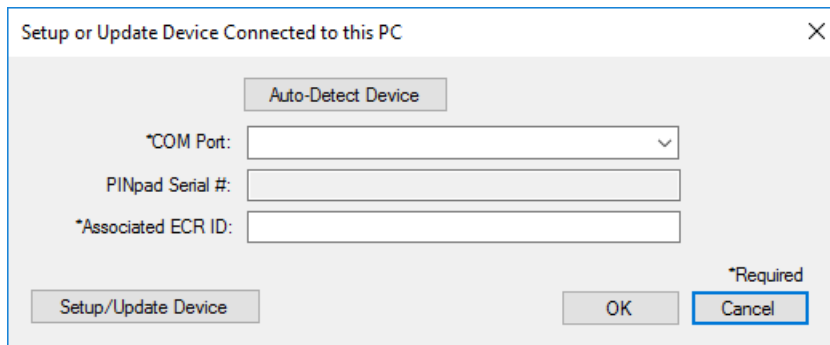 Setup or Update Device Connected to this PC
Auto-Detect Device
*COM Port:
PINpad Serial #:
*Associated ECR ID:
*Required
Setup/Update Device
OK
Cancel